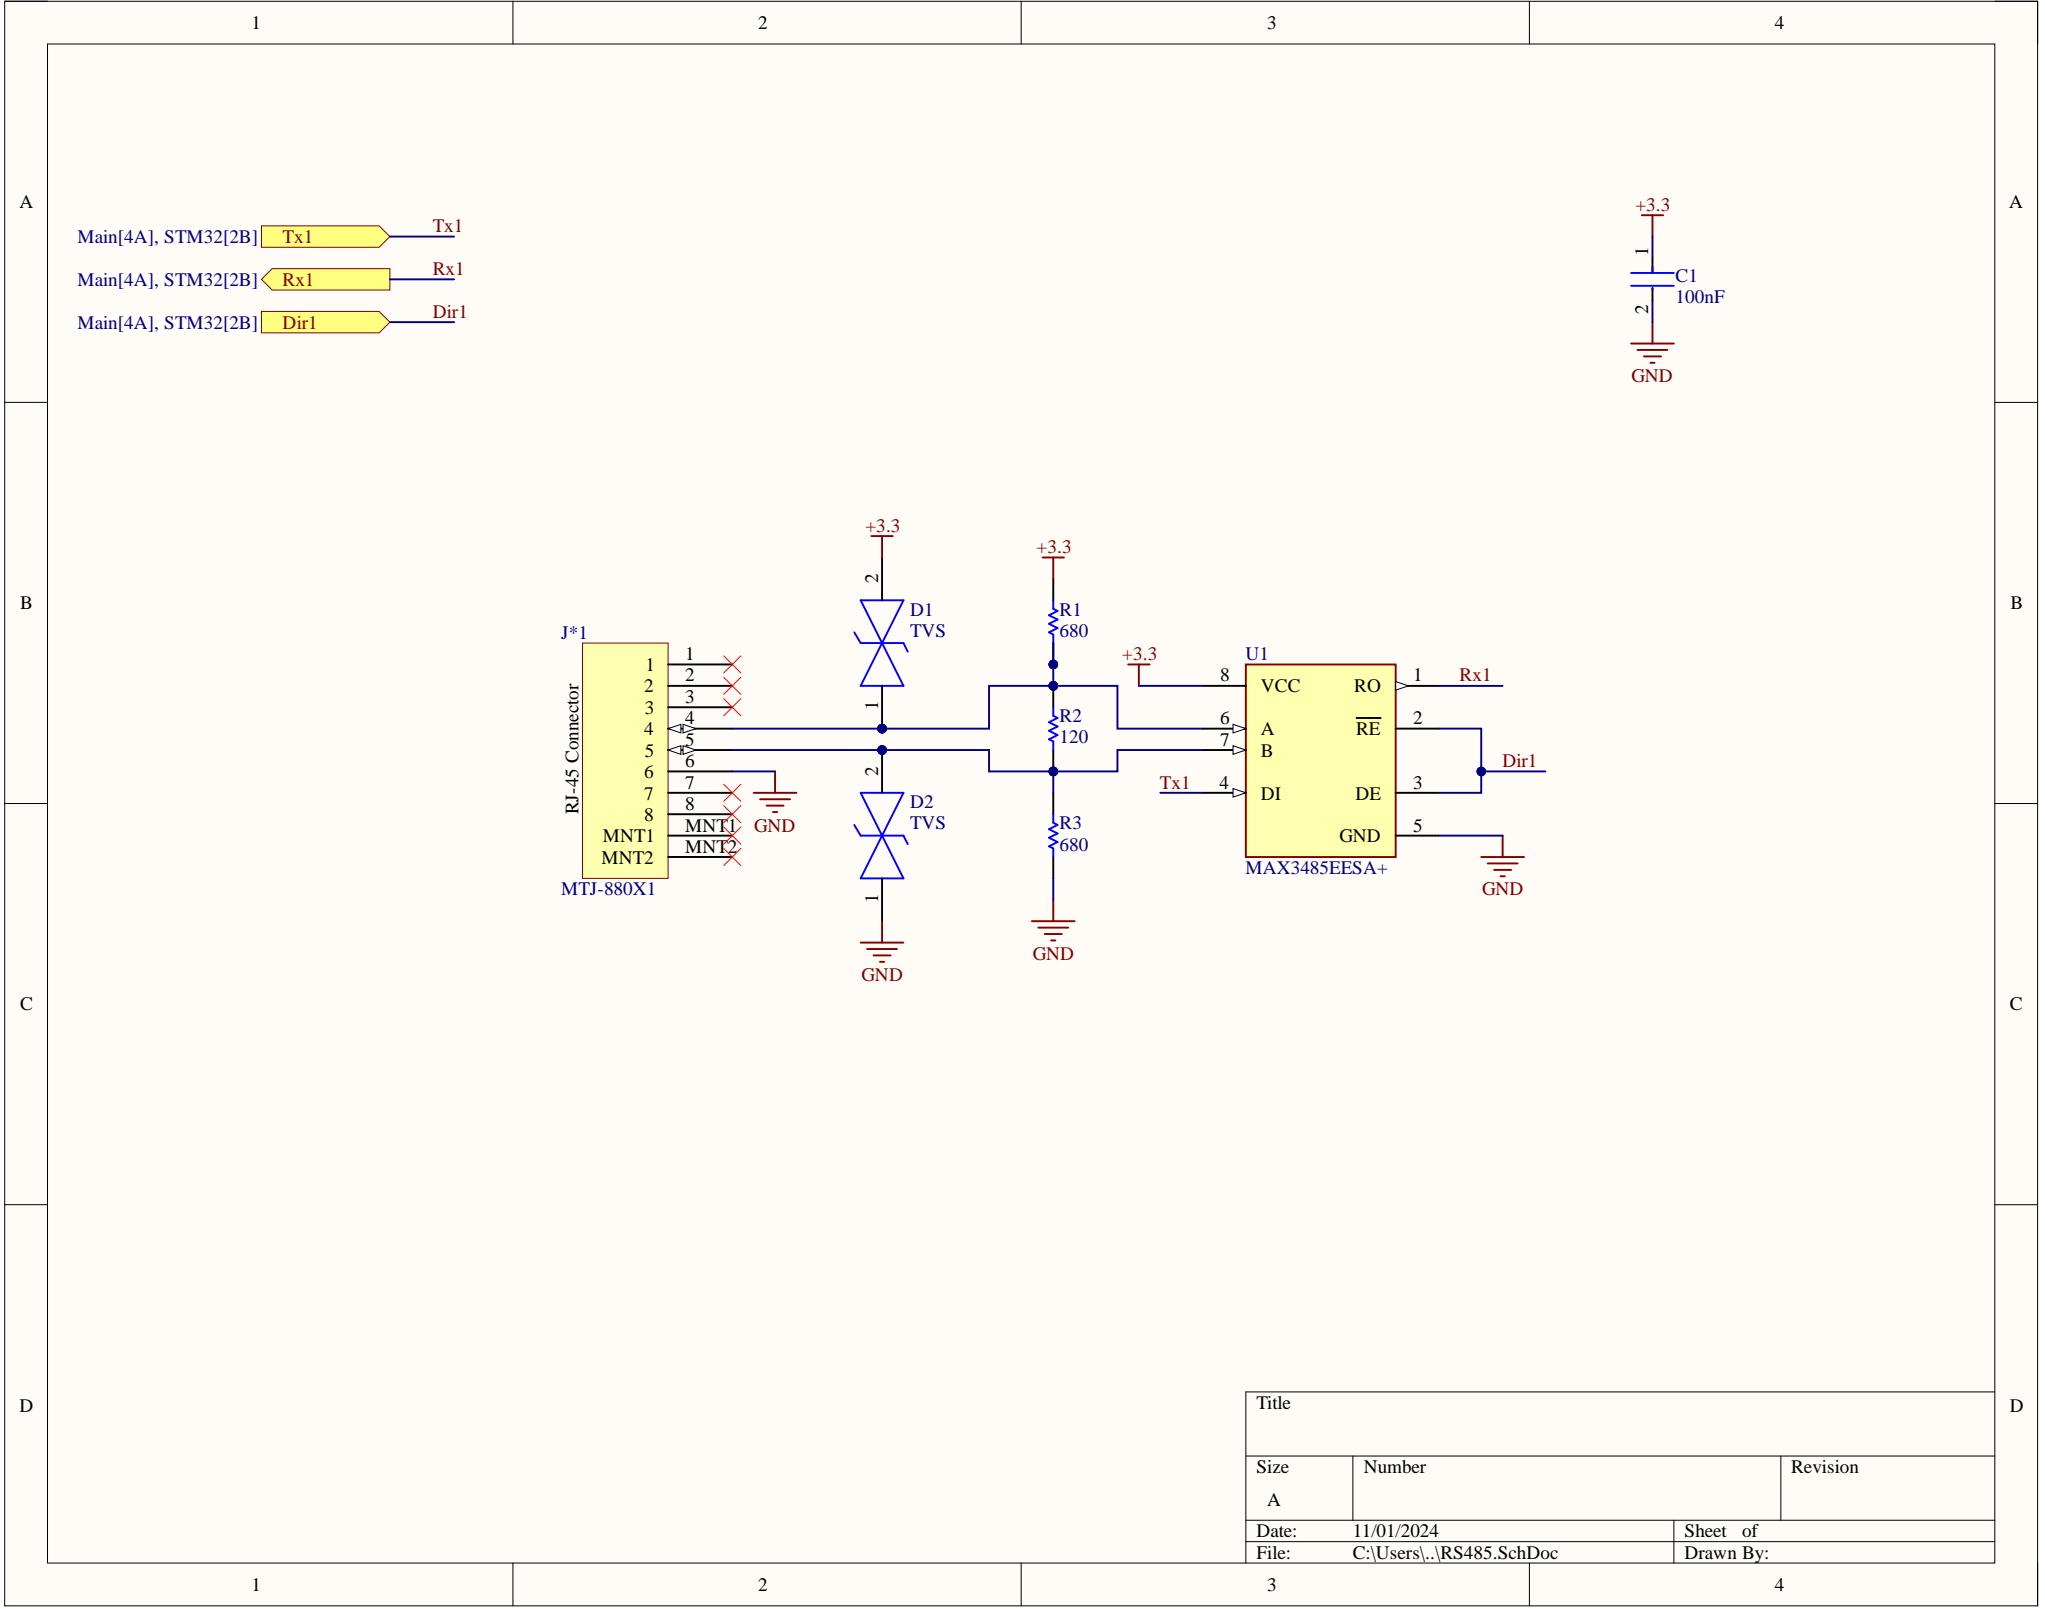 1 2 3 4
A A
Main[4A], STM32[2B] Tx1 Tx1
Main[4A], STM32[2B] Rx1 Rx1
Main[4A], STM32[2B] Dir1 Dir1
+3.3
1
C1
100nF
2
GND
B B
+3.3
2
D1
TVS
1
+3.3
R1
680
R2
120
R3
680
GND
J*1
RJ-45 Connector
1 1
2 2
3 3
4 4
5 5
6 6
7 7
8 8
MNT1 MNT1
MNT2 MNT2
MTJ-880X1
GND
2
D2
TVS
1
GND
+3.3
U1
8 VCC RO 1 Rx1
6 A RE 2
7 B
Dir1
Tx1 4 DI DE 3
GND 5
MAX3485EESA+
GND
C C
D D
Title
Size Number Revision
A
Date: 11/01/2024 Sheet of
File: C:\Users\..\RS485.SchDoc Drawn By:
1 2 3 4